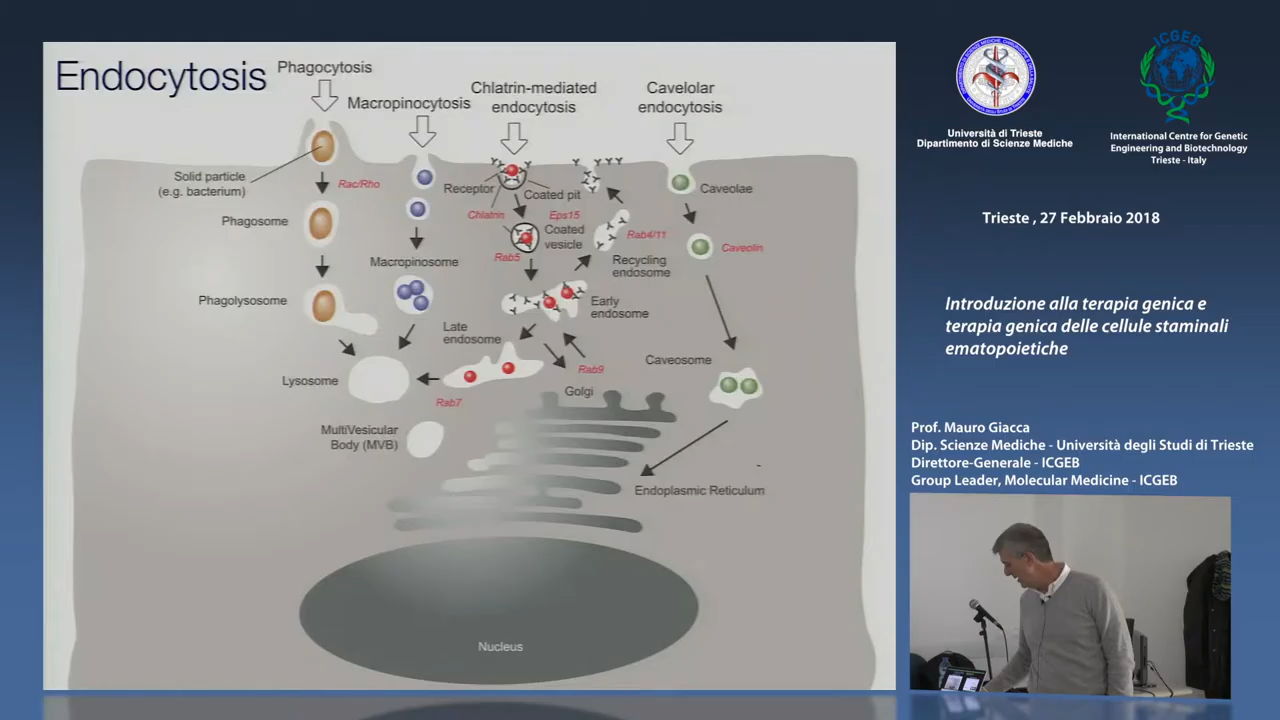 Endocytosis
Phagocytosis
Macropinocytosis
Chlatrin-mediated
endocytosis
Cavelolar
endocytosis
Solid particle
(e.g. bacterium)
Rac/Rho
Receptor
Coated pit
Caveolae
Chlatrin
Eps15
Phagosome
Coated
vesicle
Rab4/11
Caveolin
Rab5
Macropinosome
Recycling
endosome
Phagolysosome
Early
endosome
Late
endosome
Caveosome
Rab9
Lysosome
Golgi
Rab7
MultiVesicular
Body (MVB)
Endoplasmic Reticulum
Nucleus
Università di Trieste
Dipartimento di Scienze Mediche
ICGEB
International Centre for Genetic
Engineering and Biotechnology
Trieste - Italy
Trieste , 27 Febbraio 2018
Introduzione alla terapia genica e
terapia genica delle cellule staminali
ematopoietiche
Prof. Mauro Giacca
Dip. Scienze Mediche - Università degli Studi di Trieste
Direttore-Generale - ICGEB
Group Leader, Molecular Medicine - ICGEB